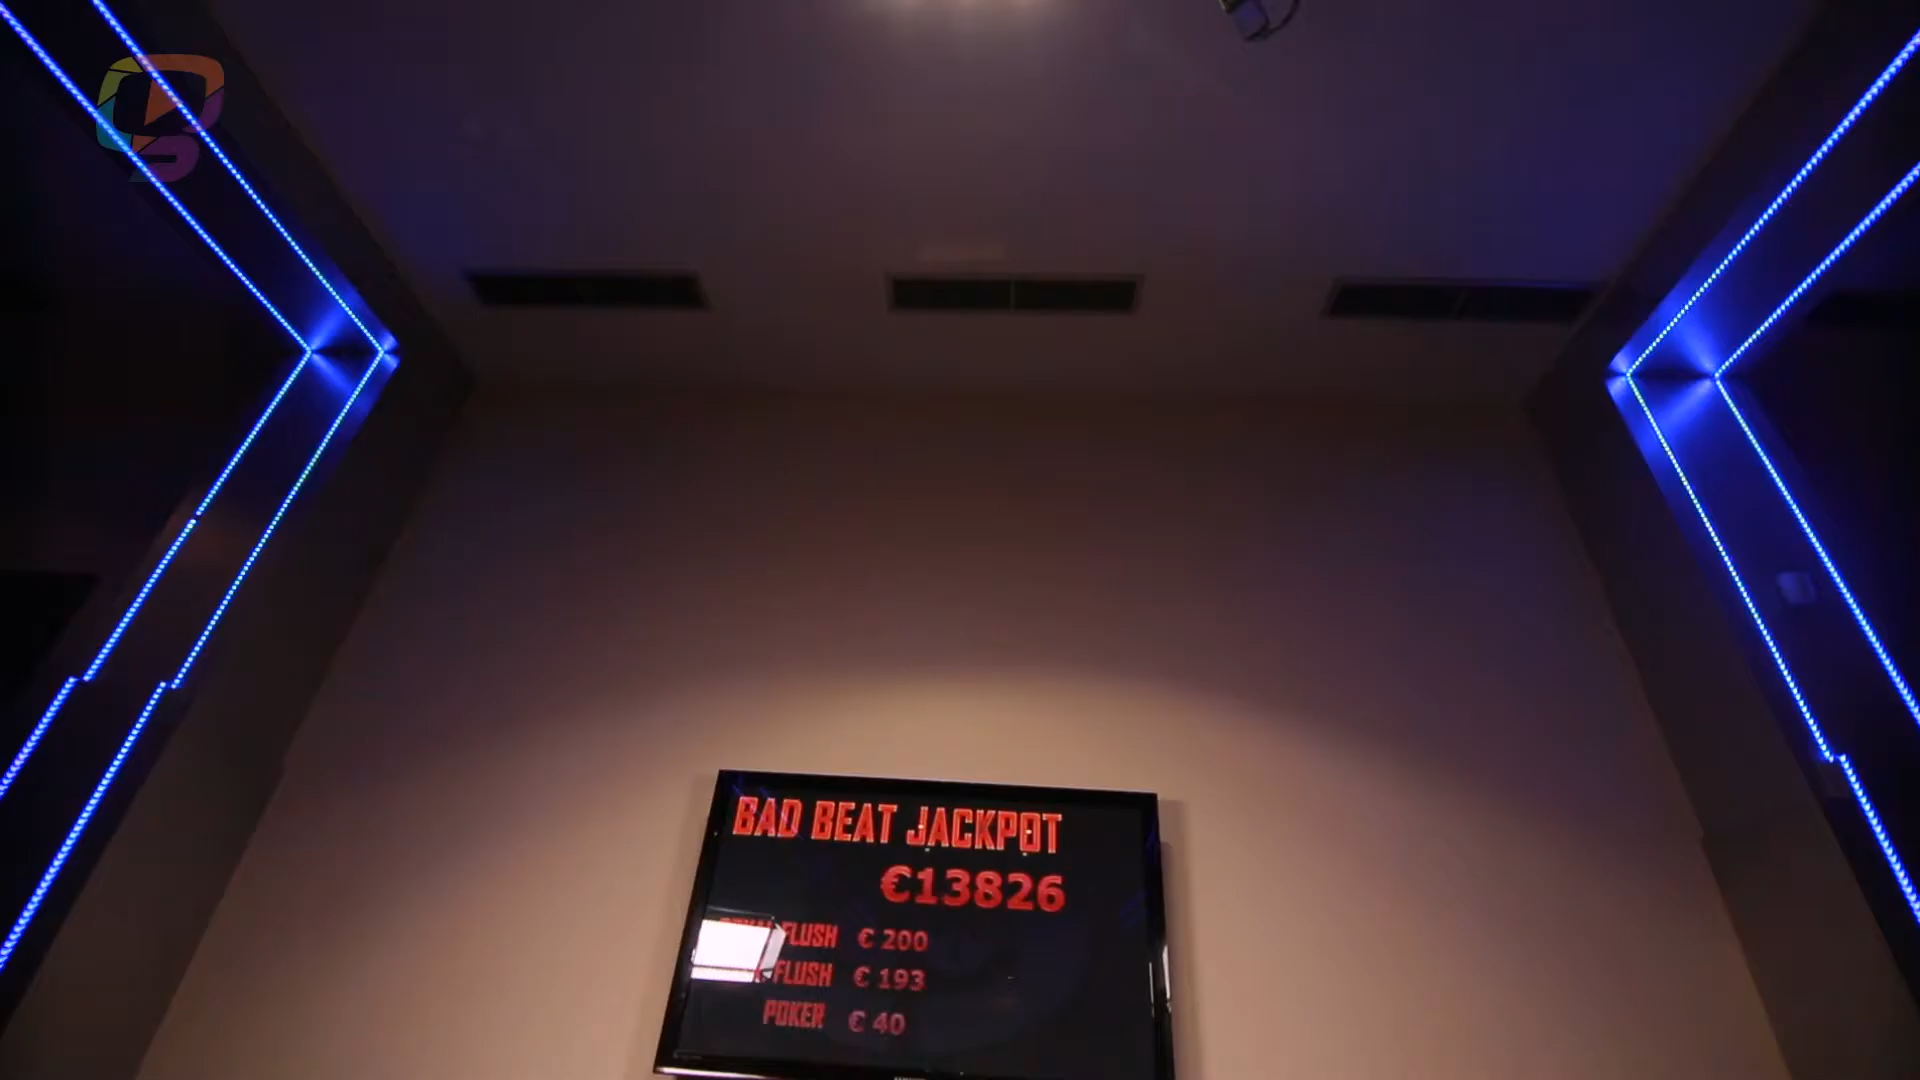 BAD BEAT JACKPOT
€13826
FLUSH € 200
FLUSH € 193
POKER € 40